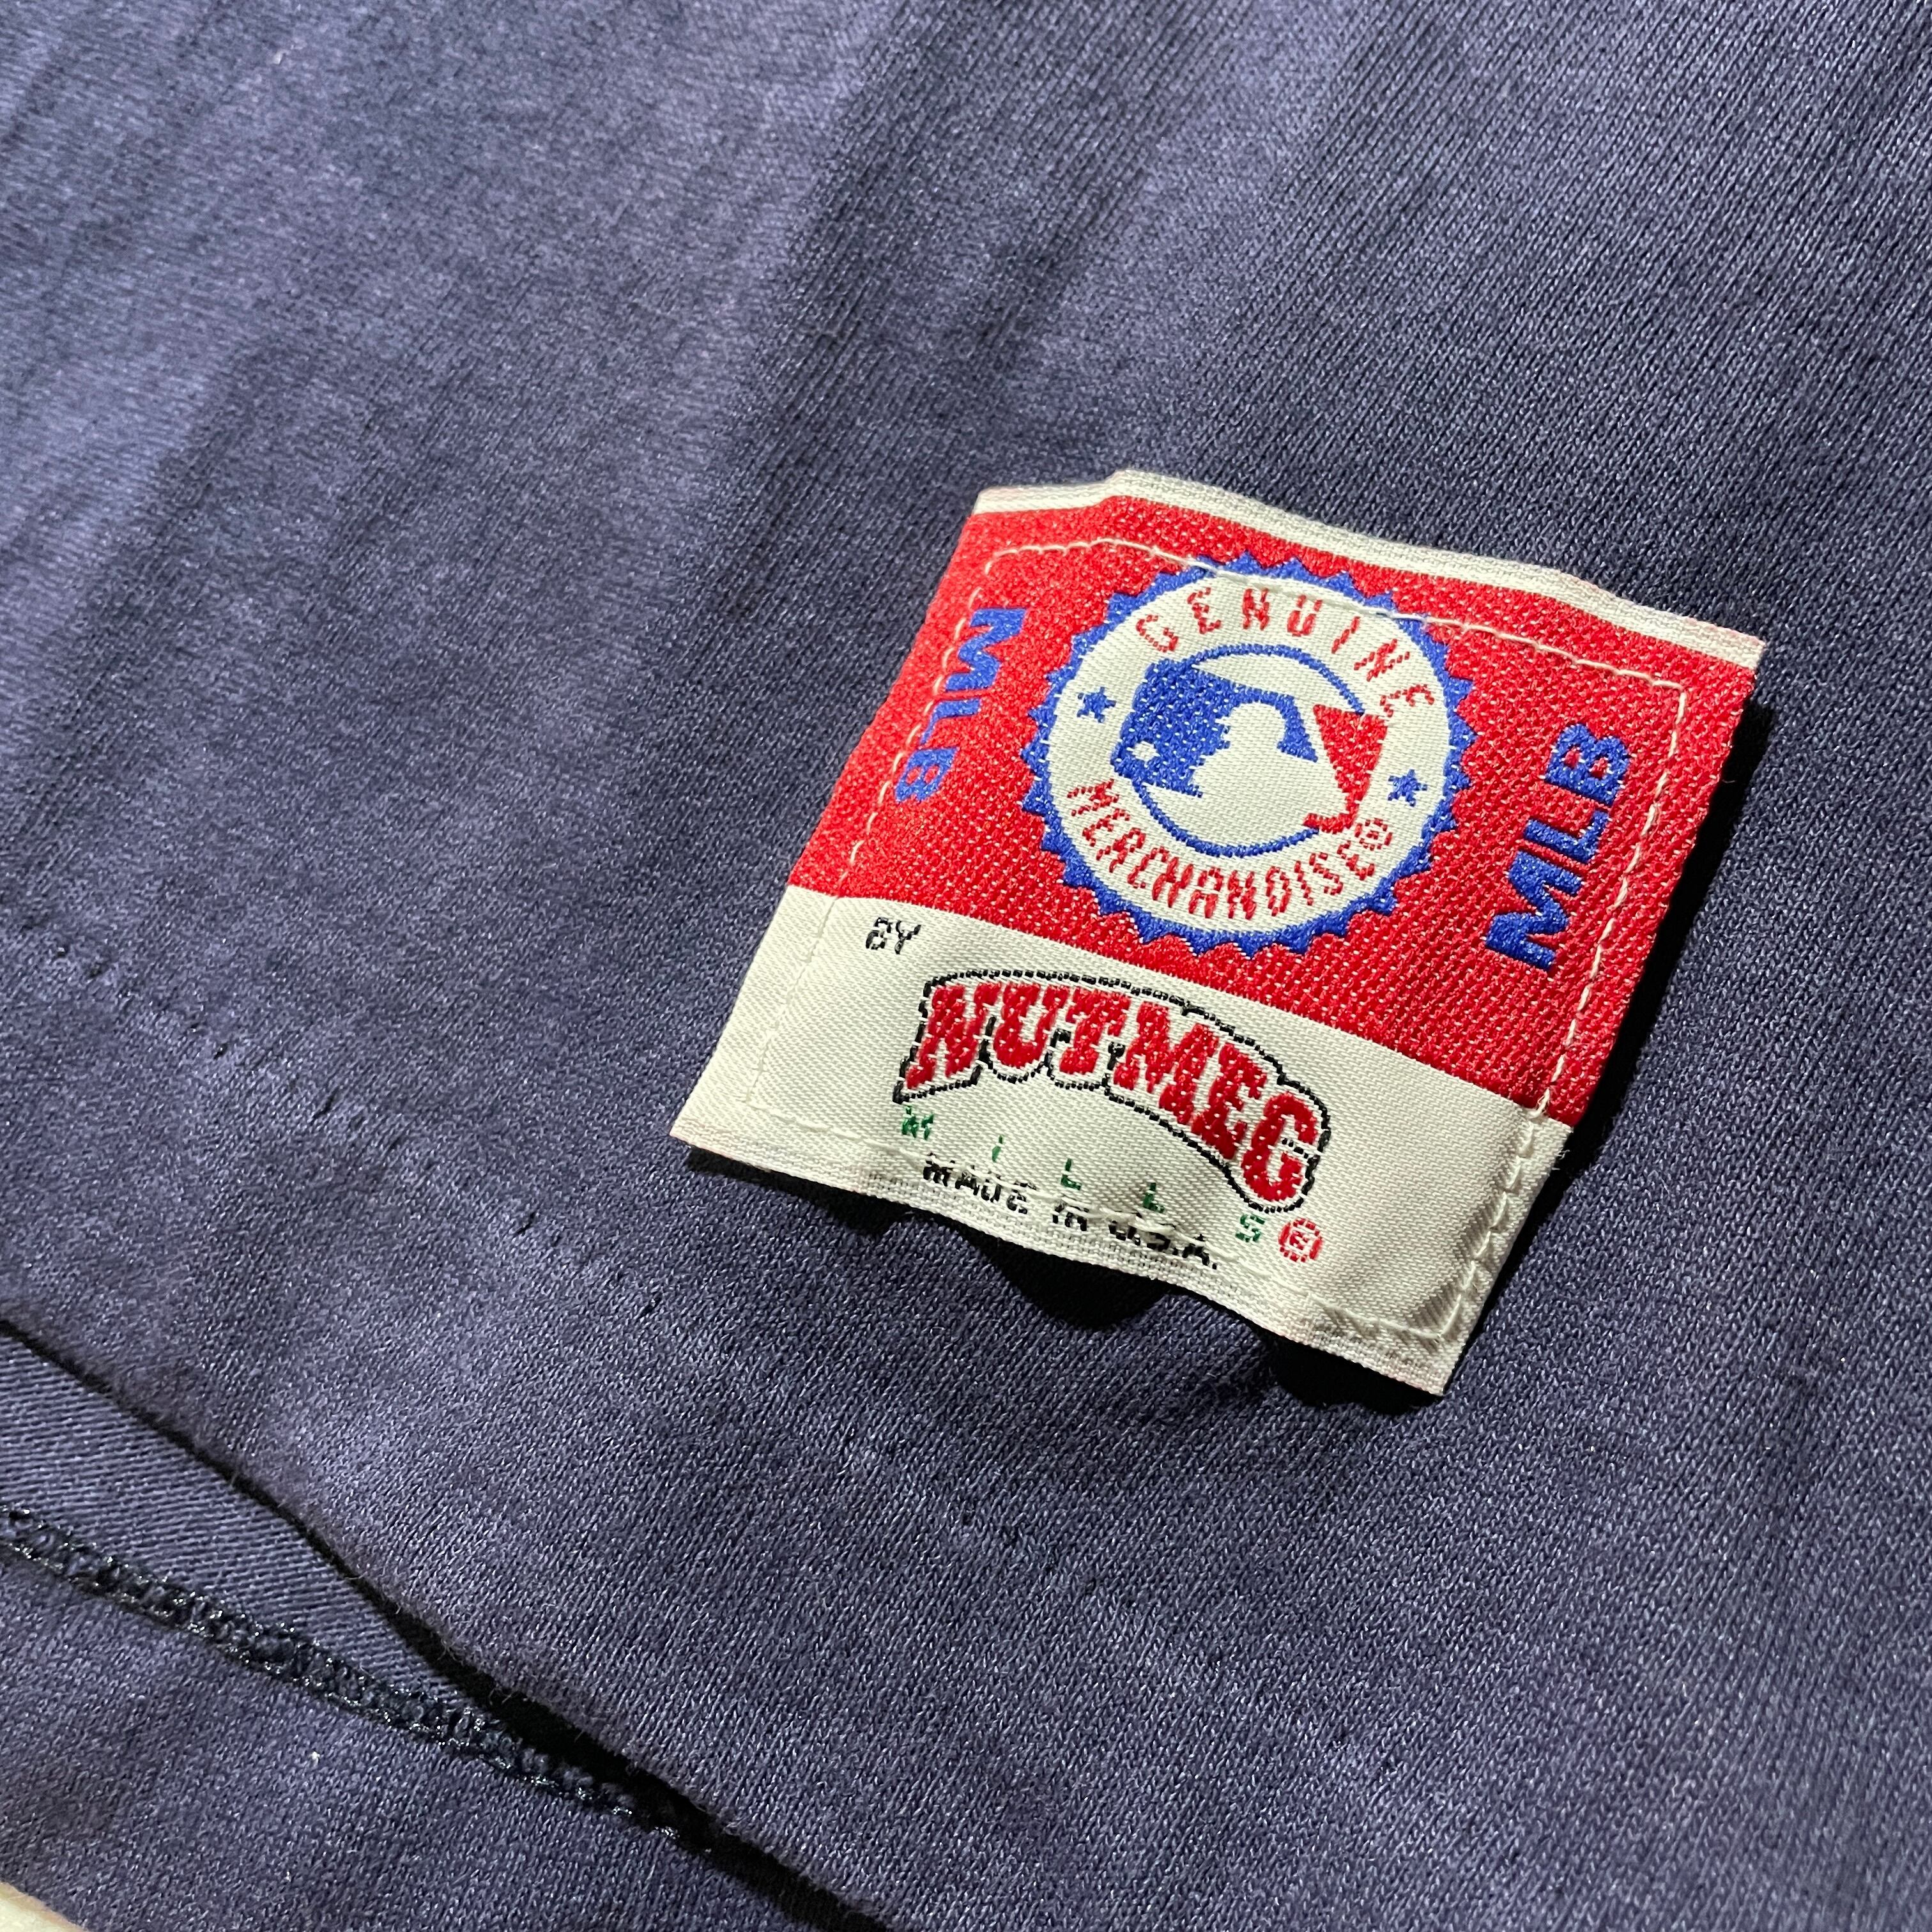 GENUINE
MERCHANDISE®
MLB
MLB
BY
NUTMEG
MILLS®
MADE IN U.S.A.